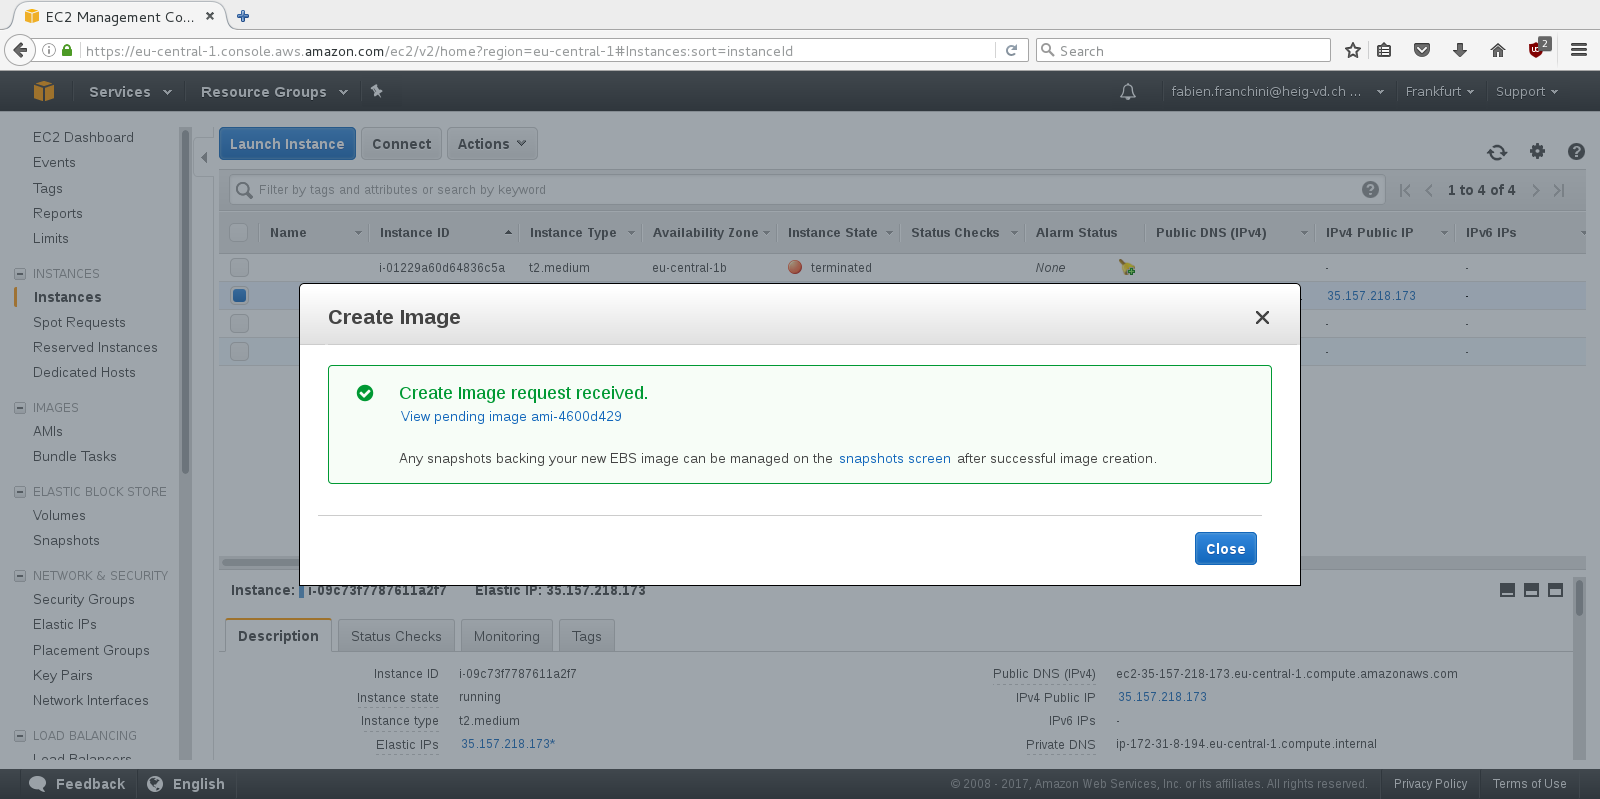 EC2 Management Co...
https://eu-central-1.console.aws.amazon.com/ec2/v2/home?region=eu-central-1#Instances:sort=instanceId
Search
2
Services
Resource Groups
fabien.franchini@heig-vd.ch ...
Frankfurt
Support
EC2 Dashboard
Events
Tags
Reports
Limits
INSTANCES
Instances
Spot Requests
Reserved Instances
Dedicated Hosts
IMAGES
AMIs
Bundle Tasks
ELASTIC BLOCK STORE
Volumes
Snapshots
NETWORK & SECURITY
Security Groups
Elastic IPs
Placement Groups
Key Pairs
Network Interfaces
LOAD BALANCING
Load Balancers
Launch Instance
Connect
Actions
Filter by tags and attributes or search by keyword
1 to 4 of 4
Name Instance ID Instance Type Availability Zone Instance State Status Checks Alarm Status Public DNS (IPv4) IPv4 Public IP IPv6 IPs
i-01229a60d64836c5a t2.medium eu-central-1b terminated None - -
35.157.218.173 -
- -
- -
Create Image
Create Image request received.
View pending image ami-4600d429
Any snapshots backing your new EBS image can be managed on the snapshots screen after successful image creation.
Close
Instance: i-09c73f7787611a2f7 Elastic IP: 35.157.218.173
Description
Status Checks
Monitoring
Tags
Instance ID i-09c73f7787611a2f7
Instance state running
Instance type t2.medium
Elastic IPs 35.157.218.173*
Public DNS (IPv4) ec2-35-157-218-173.eu-central-1.compute.amazonaws.com
IPv4 Public IP 35.157.218.173
IPv6 IPs -
Private DNS ip-172-31-8-194.eu-central-1.compute.internal
Feedback
English
© 2008 - 2017, Amazon Web Services, Inc. or its affiliates. All rights reserved.
Privacy Policy
Terms of Use